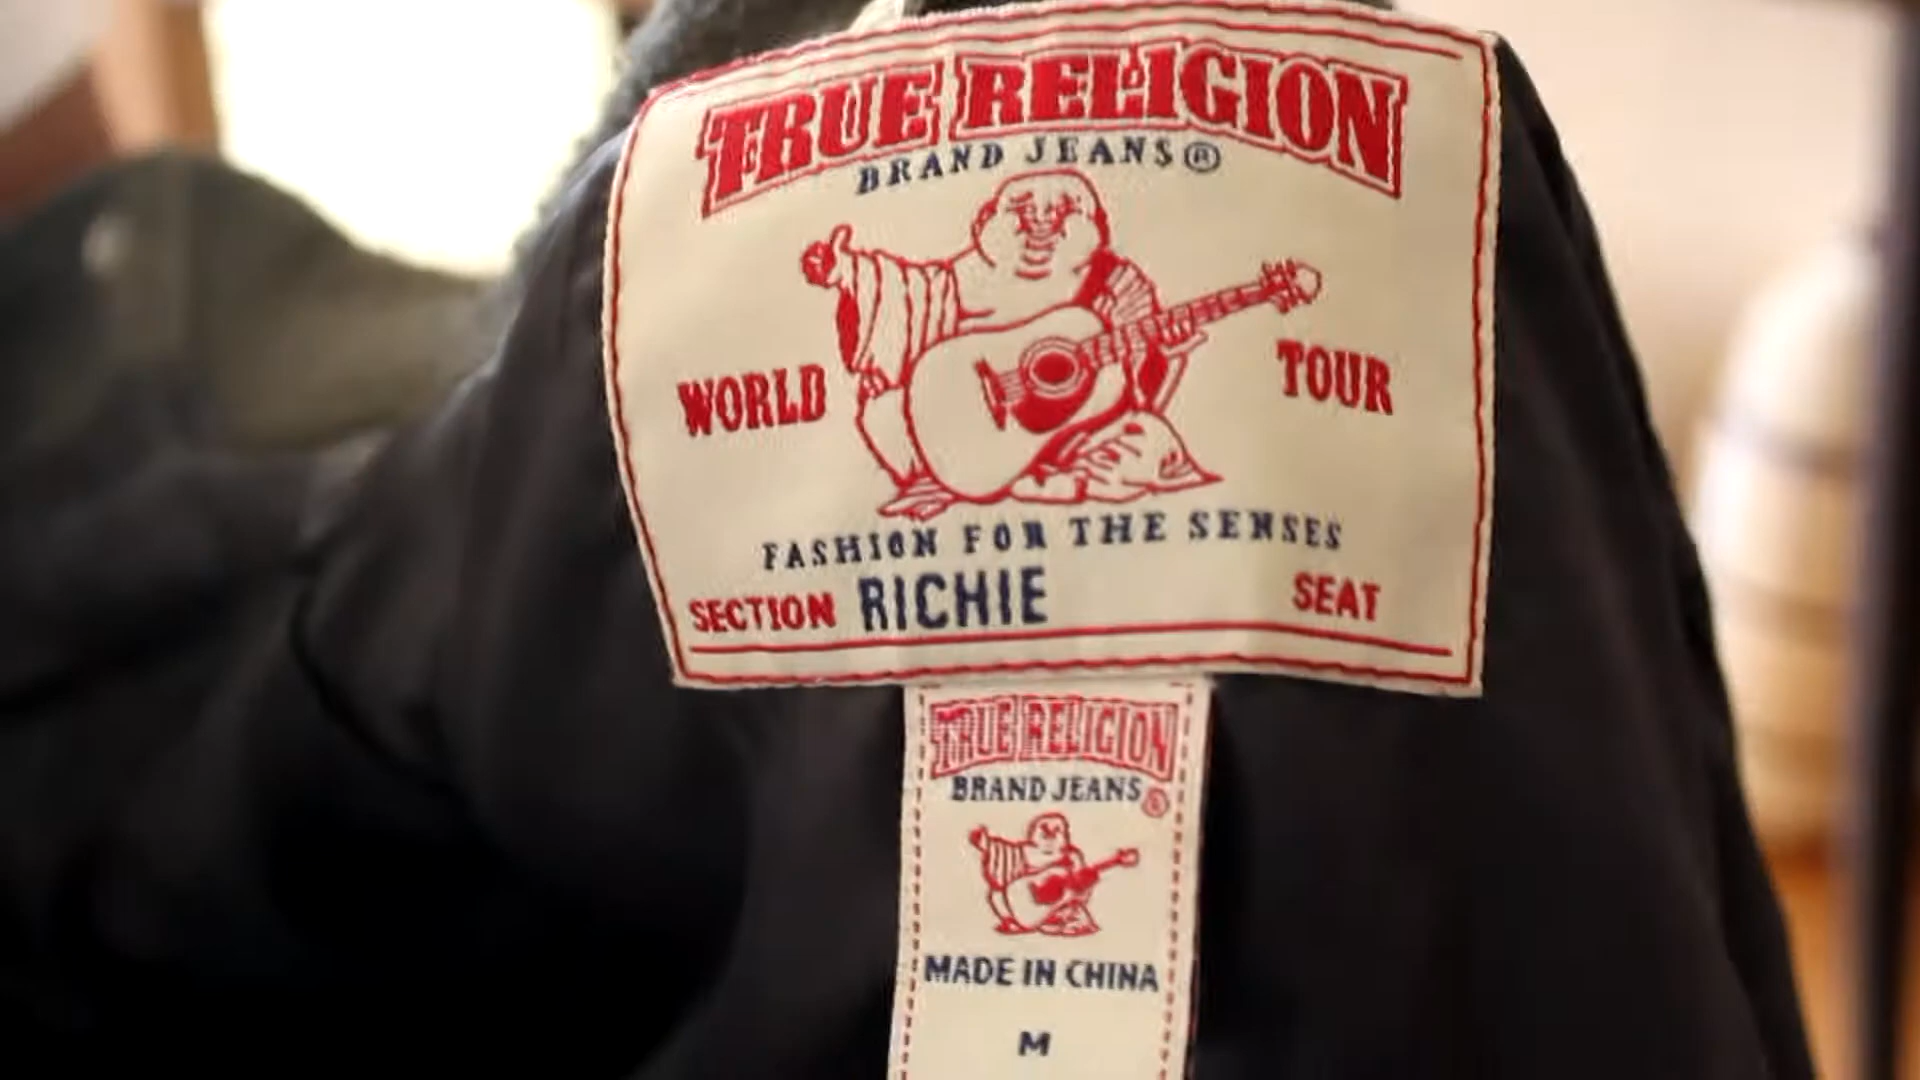 TRUE RELIGION
BRAND JEANS®
WORLD TOUR
FASHION FOR THE SENSES
SECTION RICHIE SEAT
TRUE RELIGION
BRAND JEANS®
MADE IN CHINA
M